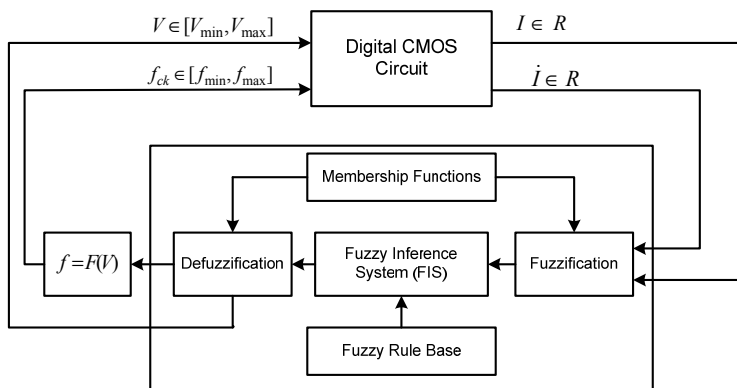 V ∈ [V_min, V_max]
Digital CMOS
Circuit
I ∈ R
f_ck ∈ [f_min, f_max]
İ ∈ R
Membership Functions
f = F(V)
Defuzzification
Fuzzy Inference
System (FIS)
Fuzzification
Fuzzy Rule Base